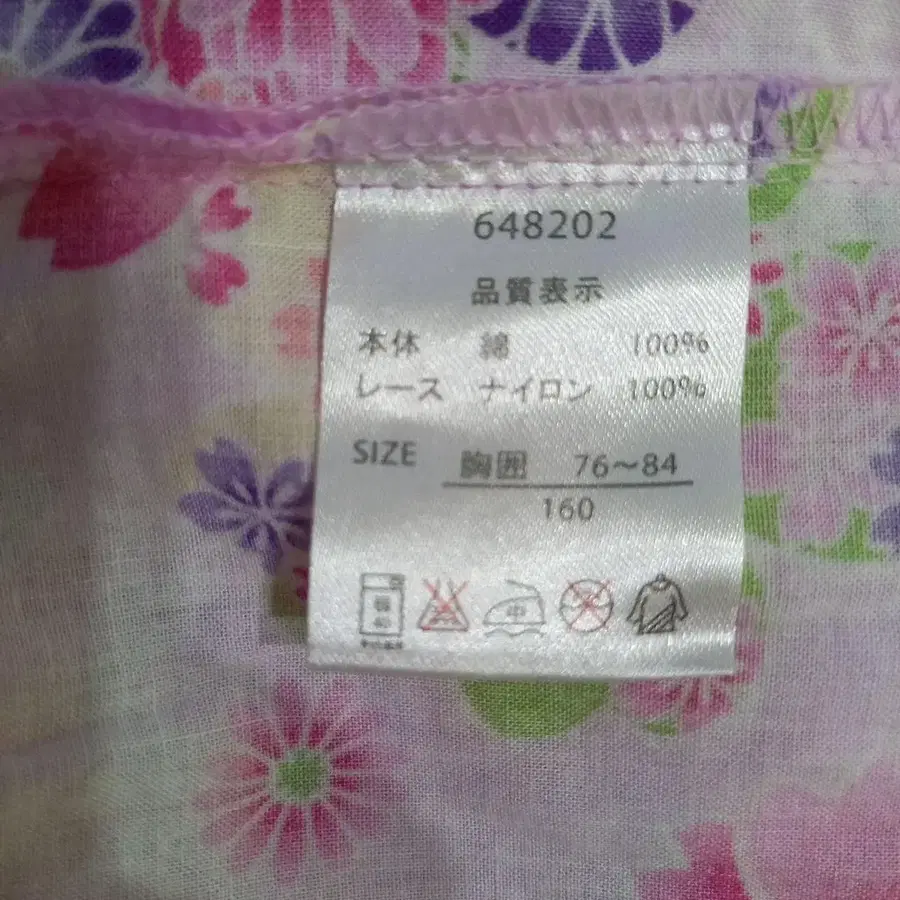 648202
品質表示
本体 綿 100%
レース ナイロン 100%
SIZE 胸囲 76〜84
160
40